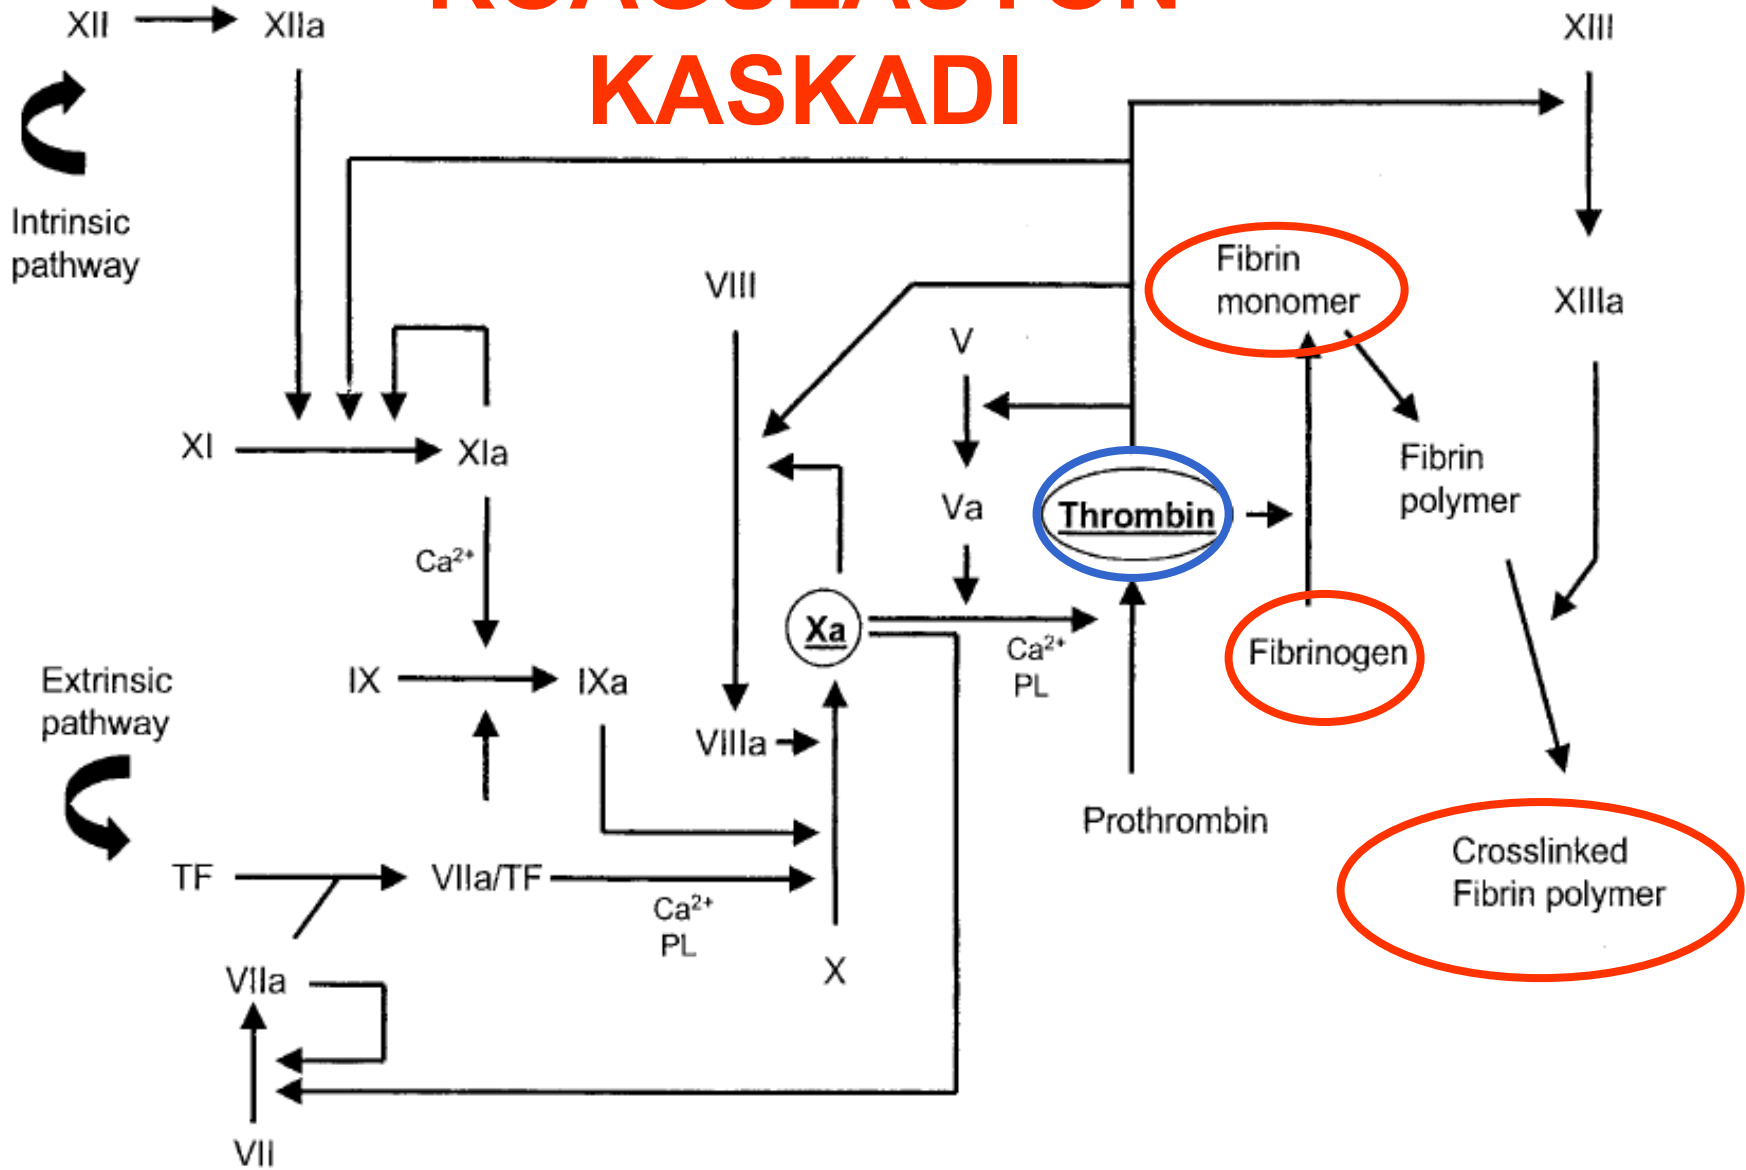 KOAGÜLASYON
KASKADI
XII
XIIa
XIII
Intrinsic
pathway
VIII
V
Fibrin
monomer
XIIIa
XI
XIa
Fibrin
polymer
Va
Thrombin
Ca²⁺
Xa
Ca²⁺
PL
Fibrinogen
Extrinsic
pathway
IX
IXa
VIIIa
Prothrombin
TF
VIIa/TF
Ca²⁺
PL
X
Crosslinked
Fibrin polymer
VIIa
VII